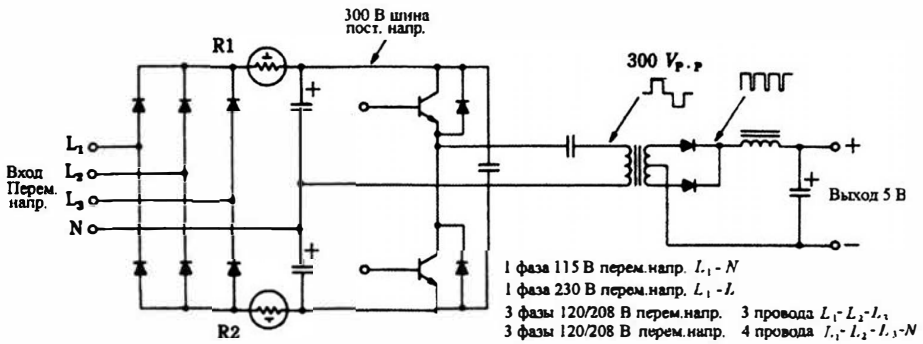 300 В шина
пост. напр.
R1
300 Vp.p
+
L1
L2
L3
N
Вход
Перем.
напр.
+
+
+
+
Выход 5 В
−
R2
1 фаза 115 В перем.напр. L1 - N
1 фаза 230 В перем.напр. L1 - L
3 фазы 120/208 В перем.напр. 3 провода L1- L2 -L3
3 фазы 120/208 В перем.напр. 4 провода L1- L2 - L3 -N